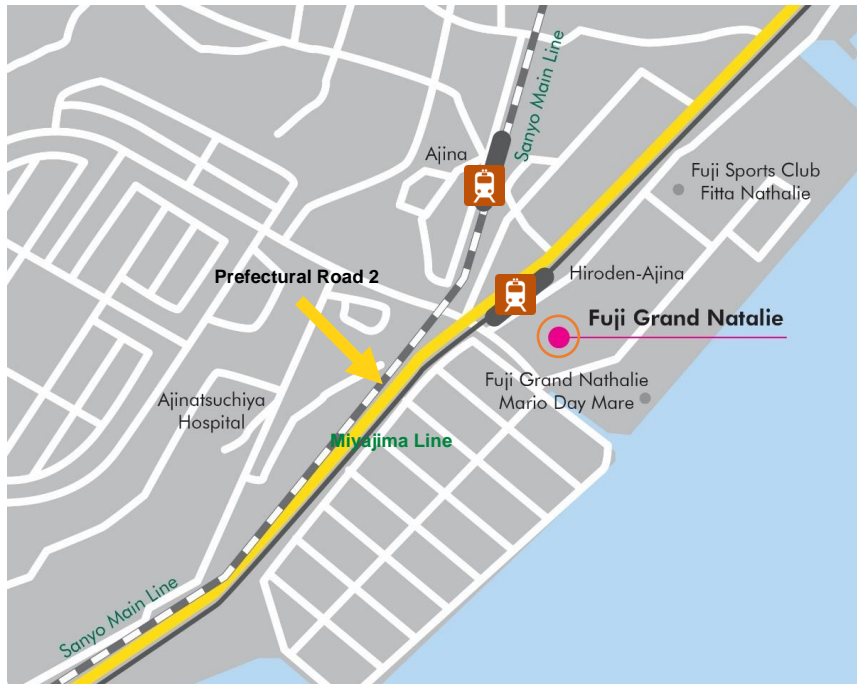 Sanyo Main Line
Ajina
Fuji Sports Club
Fitta Nathalie
Prefectural Road 2
Hiroden-Ajina
Fuji Grand Natalie
Fuji Grand Nathalie
Mario Day Mare
Ajinatsuchiya
Hospital
Miyajima Line
Sanyo Main Line